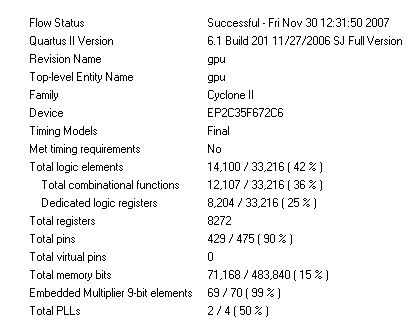 Flow Status Successful - Fri Nov 30 12:31:50 2007
Quartus II Version 6.1 Build 201 11/27/2006 SJ Full Version
Revision Name gpu
Top-level Entity Name gpu
Family Cyclone II
Device EP2C35F672C6
Timing Models Final
Met timing requirements No
Total logic elements 14,100 / 33,216 ( 42 % )
Total combinational functions 12,107 / 33,216 ( 36 % )
Dedicated logic registers 8,204 / 33,216 ( 25 % )
Total registers 8272
Total pins 429 / 475 ( 90 % )
Total virtual pins 0
Total memory bits 71,168 / 483,840 ( 15 % )
Embedded Multiplier 9-bit elements 69 / 70 ( 99 % )
Total PLLs 2 / 4 ( 50 % )